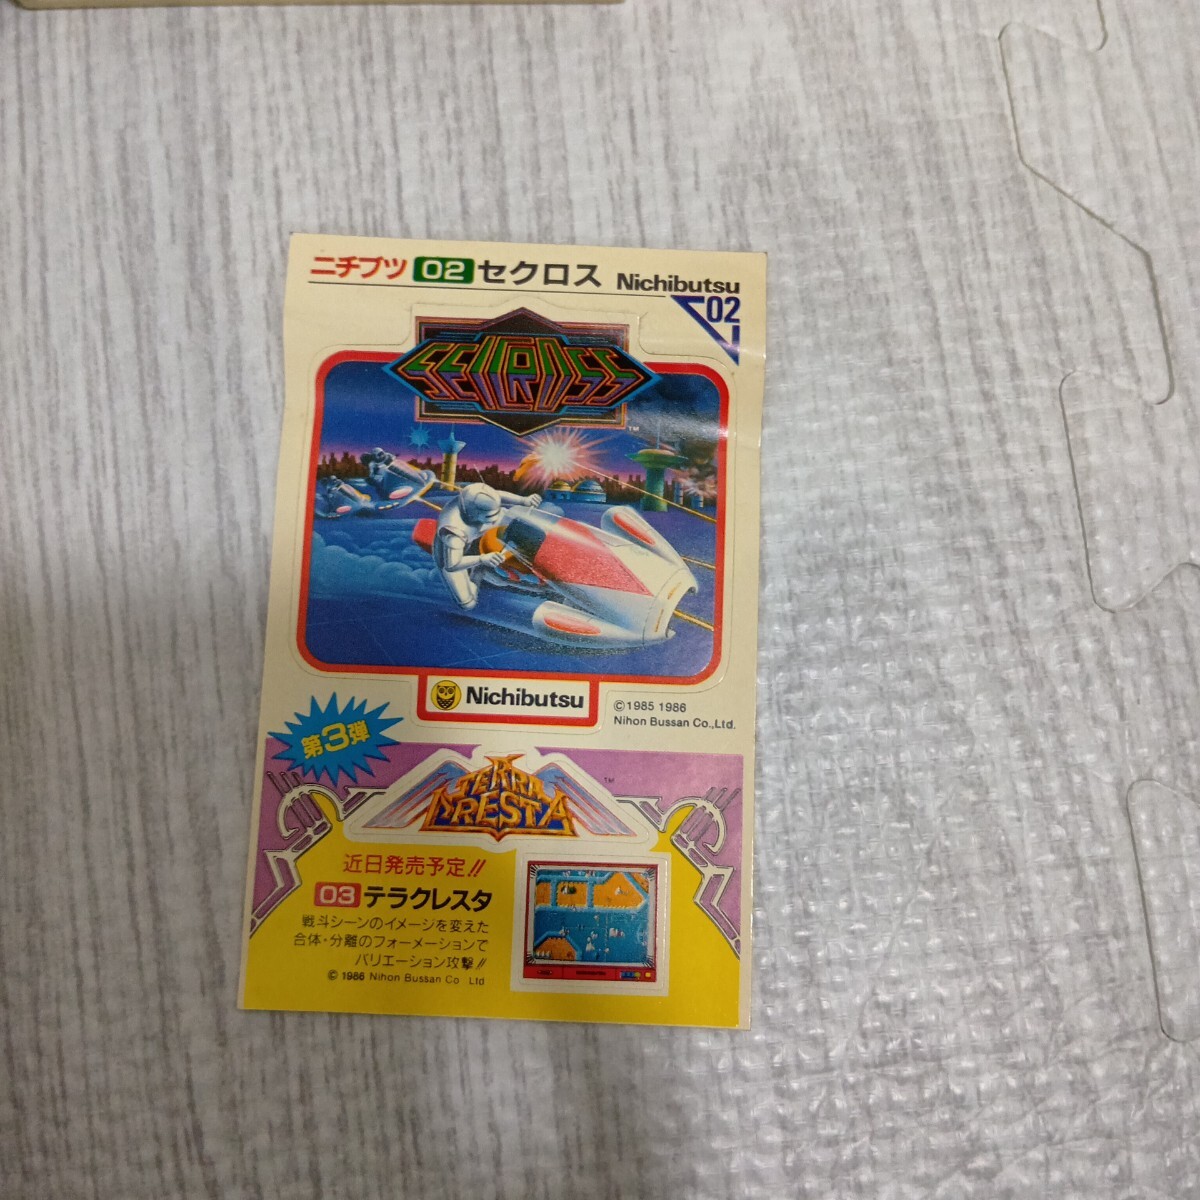 ニチブツ 02 セクロス Nichibutsu
02
SEICROSS
™
Nichibutsu
©1985 1986
Nihon Bussan Co.,Ltd.
第3弾
TERRA
CRESTA
™
近日発売予定!!
03 テラクレスタ
戦斗シーンのイメージを変えた
合体・分離のフォーメーションで
バリエーション攻撃!!
© 1986 Nihon Bussan Co Ltd